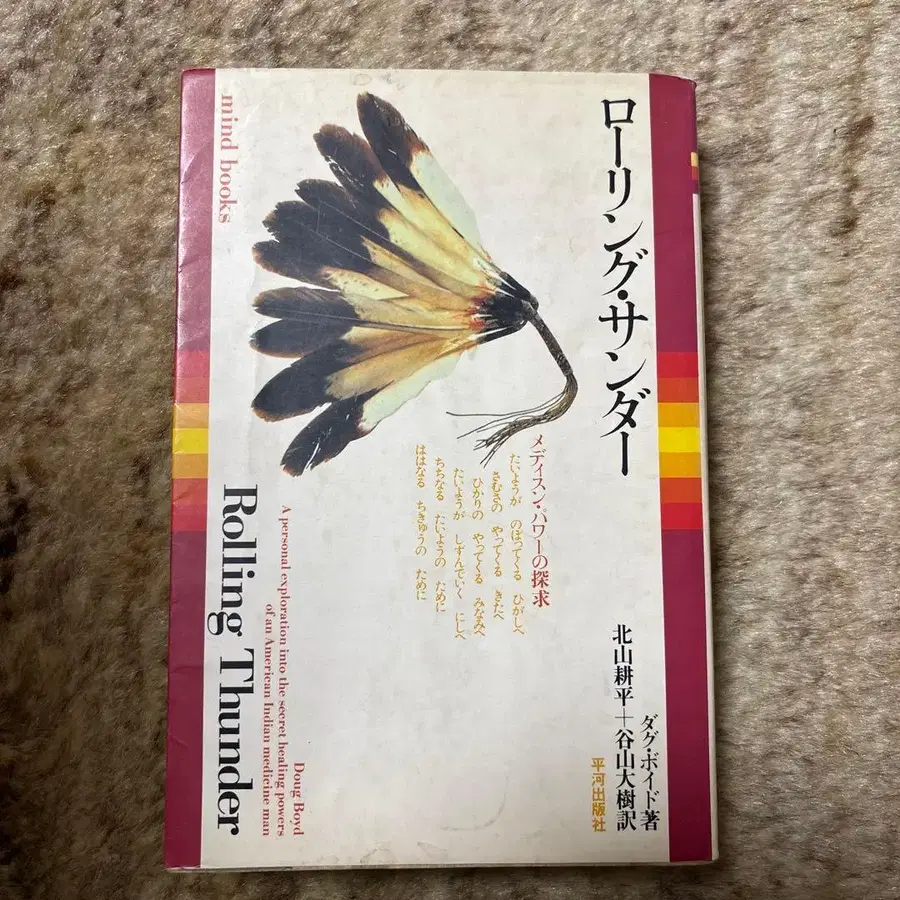 ローリング・サンダー
メディスン・パワーの探求
たいようが のぼってくる ひがしへ
さむさの やってくる きたへ
ひかりの やってくる みなみへ
たいようが しずんでいく にしへ
ちちなる たいようの ために
ははなる ちきゅうの ために
ダグ・ボイド著
北山耕平+谷山大樹訳
平河出版社
mind books
Rolling Thunder
A personal exploration into the secret healing powers
of an American Indian medicine man
Doug Boyd